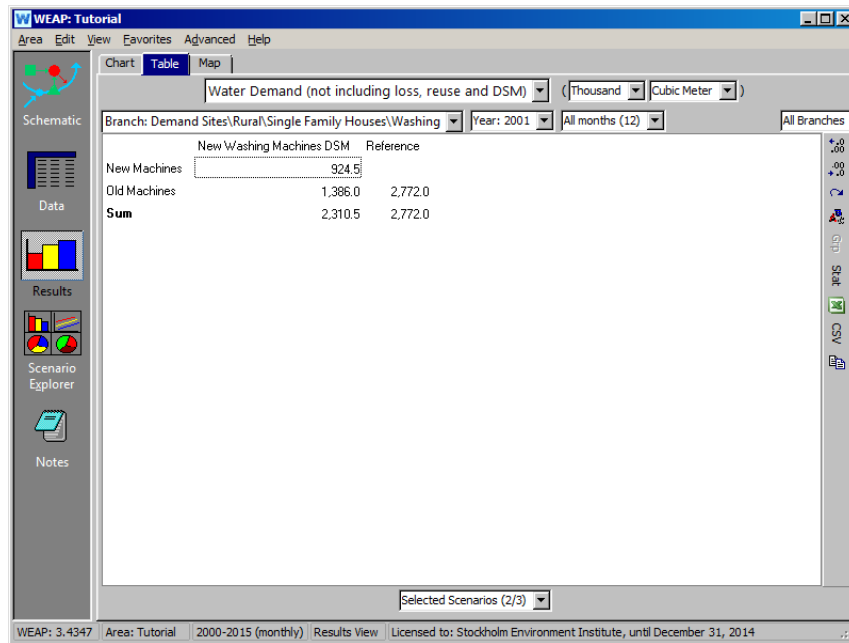 WEAP: Tutorial
Area Edit View Favorites Advanced Help
Chart Table Map
Water Demand (not including loss, reuse and DSM) ( Thousand Cubic Meter )
Branch: Demand Sites\Rural\Single Family Houses\Washing Year: 2001 All months (12) All Branches
New Washing Machines DSM Reference
New Machines 924.5
Old Machines 1,386.0 2,772.0
Sum 2,310.5 2,772.0
Schematic
Data
Results
Scenario
Explorer
Notes
Grp
Stat
CSV
Selected Scenarios (2/3)
WEAP: 3.4347 Area: Tutorial 2000-2015 (monthly) Results View Licensed to: Stockholm Environment Institute, until December 31, 2014